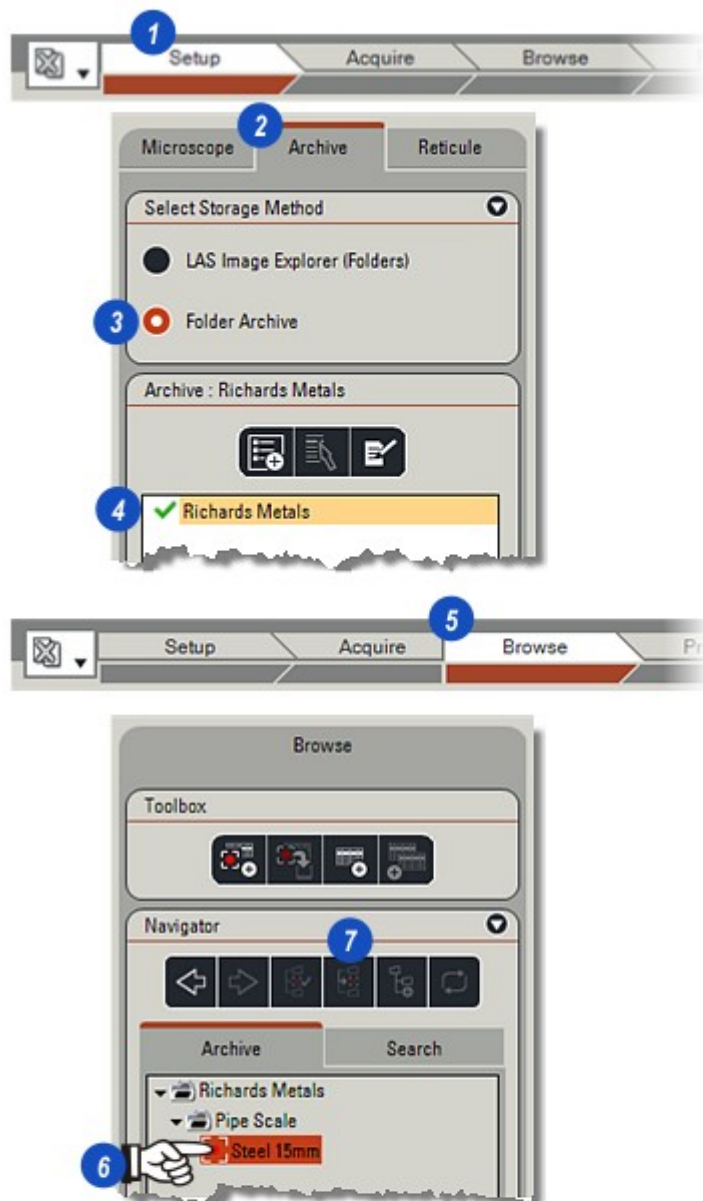 1
Setup Acquire Browse
2
Microscope Archive Reticule
Select Storage Method
LAS Image Explorer (Folders)
3 Folder Archive
Archive : Richards Metals
4 Richards Metals
5
Setup Acquire Browse Pr
Browse
Toolbox
Navigator
7
Archive Search
Richards Metals
Pipe Scale
6 Steel 15mm